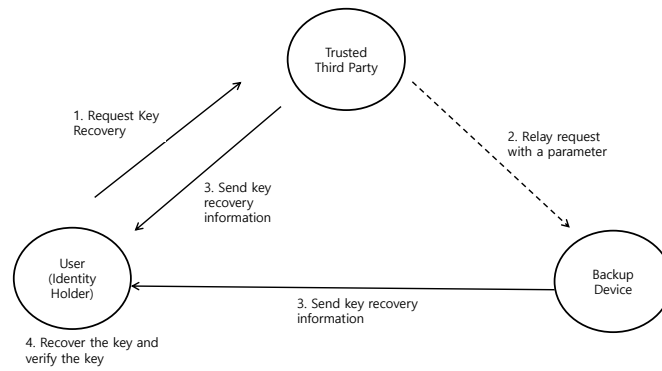 Trusted
Third Party
1. Request Key
Recovery
2. Relay request
with a parameter
3. Send key
recovery
information
User
(Identity
Holder)
Backup
Device
3. Send key recovery
information
4. Recover the key and
verify the key